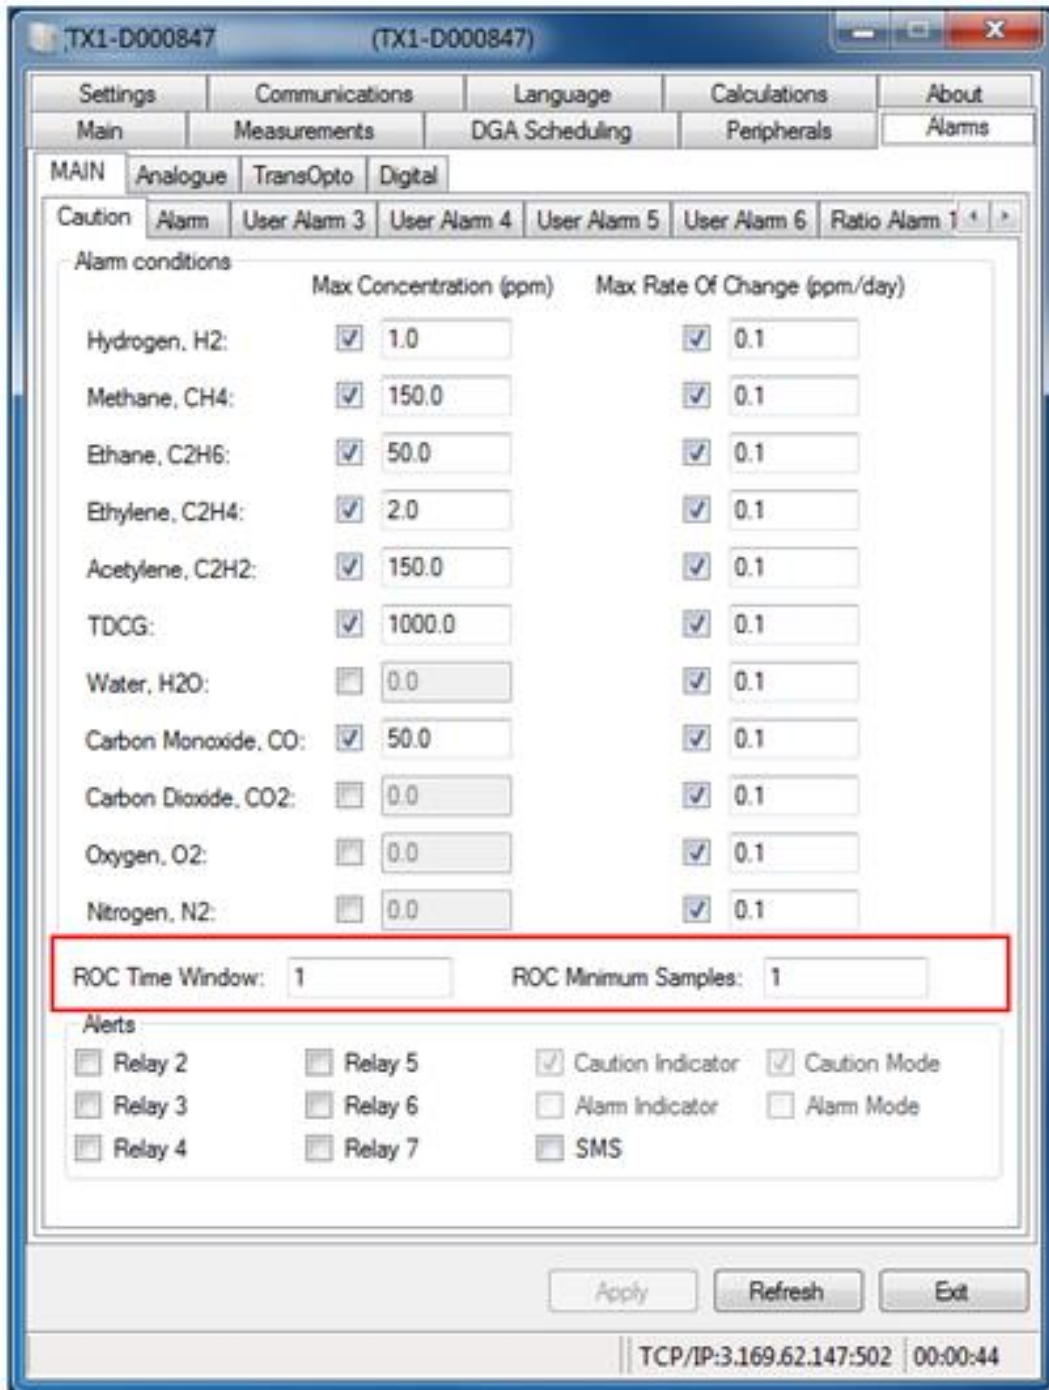 TX1-D000847 (TX1-D000847)
Settings Communications Language Calculations About
Main Measurements DGA Scheduling Peripherals Alarms
MAIN Analogue TransOpto Digital
Caution Alarm User Alarm 3 User Alarm 4 User Alarm 5 User Alarm 6 Ratio Alarm 1
Alarm conditions
Max Concentration (ppm) Max Rate Of Change (ppm/day)
Hydrogen, H2: 1.0 0.1
Methane, CH4: 150.0 0.1
Ethane, C2H6: 50.0 0.1
Ethylene, C2H4: 2.0 0.1
Acetylene, C2H2: 150.0 0.1
TDCG: 1000.0 0.1
Water, H2O: 0.0 0.1
Carbon Monoxide, CO: 50.0 0.1
Carbon Dioxide, CO2: 0.0 0.1
Oxygen, O2: 0.0 0.1
Nitrogen, N2: 0.0 0.1
ROC Time Window: 1 ROC Minimum Samples: 1
Alerts
Relay 2 Relay 5 Caution Indicator Caution Mode
Relay 3 Relay 6 Alarm Indicator Alarm Mode
Relay 4 Relay 7 SMS
Apply Refresh Exit
TCP/IP:3.169.62.147:502 00:00:44